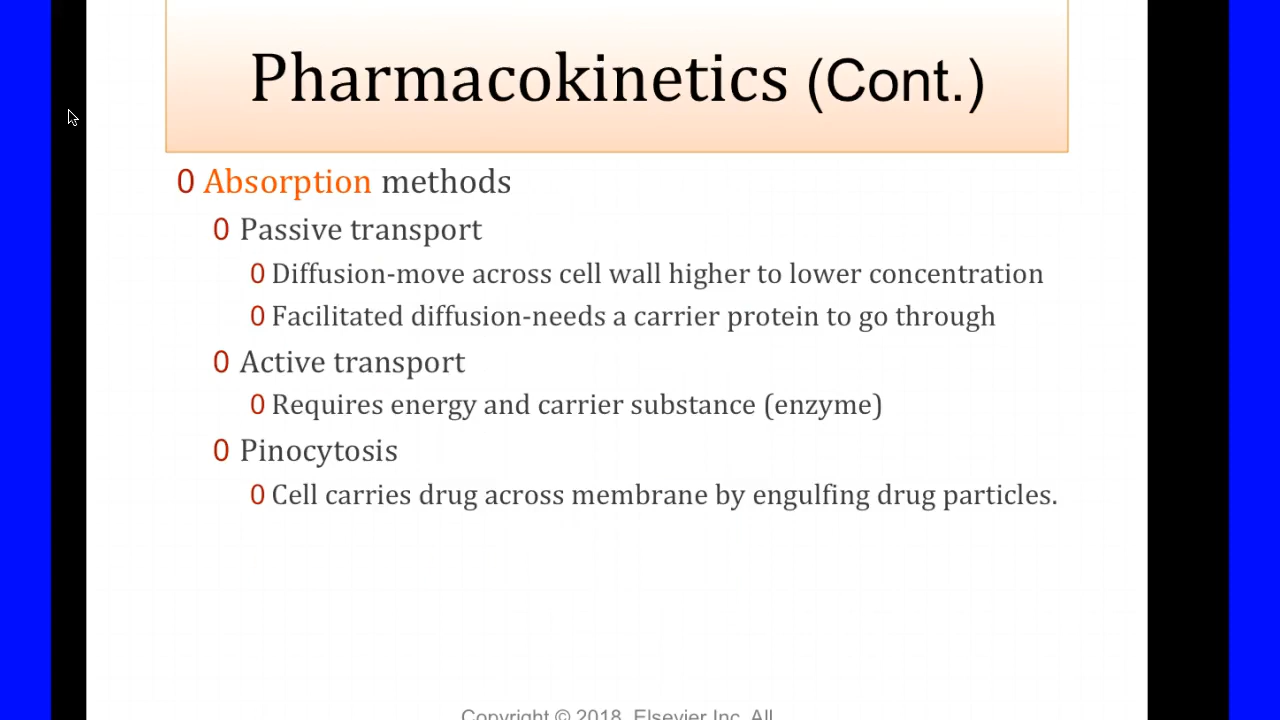 Pharmacokinetics (Cont.)
0 Absorption methods
0 Passive transport
0 Diffusion-move across cell wall higher to lower concentration
0 Facilitated diffusion-needs a carrier protein to go through
0 Active transport
0 Requires energy and carrier substance (enzyme)
0 Pinocytosis
0 Cell carries drug across membrane by engulfing drug particles.
Copyright © 2018, Elsevier Inc. All